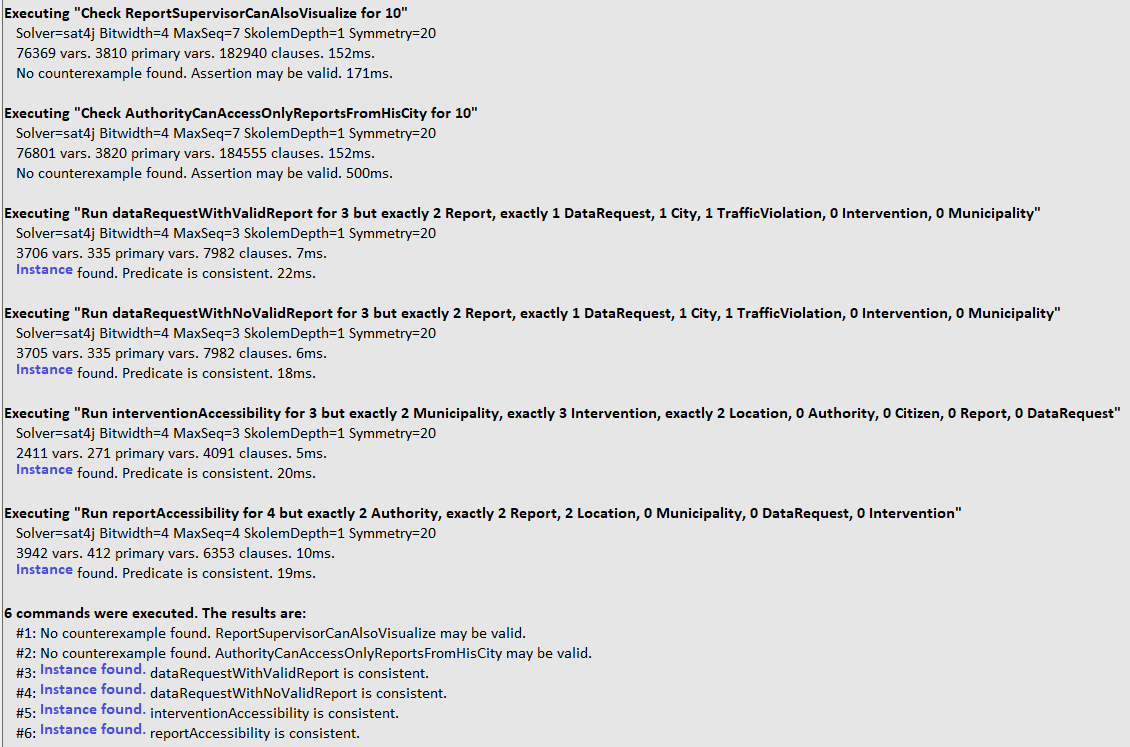 Executing "Check ReportSupervisorCanAlsoVisualize for 10"
Solver=sat4j Bitwidth=4 MaxSeq=7 SkolemDepth=1 Symmetry=20
76369 vars. 3810 primary vars. 182940 clauses. 152ms.
No counterexample found. Assertion may be valid. 171ms.
Executing "Check AuthorityCanAccessOnlyReportsFromHisCity for 10"
Solver=sat4j Bitwidth=4 MaxSeq=7 SkolemDepth=1 Symmetry=20
76801 vars. 3820 primary vars. 184555 clauses. 152ms.
No counterexample found. Assertion may be valid. 500ms.
Executing "Run dataRequestWithValidReport for 3 but exactly 2 Report, exactly 1 DataRequest, 1 City, 1 TrafficViolation, 0 Intervention, 0 Municipality"
Solver=sat4j Bitwidth=4 MaxSeq=3 SkolemDepth=1 Symmetry=20
3706 vars. 335 primary vars. 7982 clauses. 7ms.
Instance found. Predicate is consistent. 22ms.
Executing "Run dataRequestWithNoValidReport for 3 but exactly 2 Report, exactly 1 DataRequest, 1 City, 1 TrafficViolation, 0 Intervention, 0 Municipality"
Solver=sat4j Bitwidth=4 MaxSeq=3 SkolemDepth=1 Symmetry=20
3705 vars. 335 primary vars. 7982 clauses. 6ms.
Instance found. Predicate is consistent. 18ms.
Executing "Run interventionAccessibility for 3 but exactly 2 Municipality, exactly 3 Intervention, exactly 2 Location, 0 Authority, 0 Citizen, 0 Report, 0 DataRequest"
Solver=sat4j Bitwidth=4 MaxSeq=3 SkolemDepth=1 Symmetry=20
2411 vars. 271 primary vars. 4091 clauses. 5ms.
Instance found. Predicate is consistent. 20ms.
Executing "Run reportAccessibility for 4 but exactly 2 Authority, exactly 2 Report, 2 Location, 0 Municipality, 0 DataRequest, 0 Intervention"
Solver=sat4j Bitwidth=4 MaxSeq=4 SkolemDepth=1 Symmetry=20
3942 vars. 412 primary vars. 6353 clauses. 10ms.
Instance found. Predicate is consistent. 19ms.
6 commands were executed. The results are:
#1: No counterexample found. ReportSupervisorCanAlsoVisualize may be valid.
#2: No counterexample found. AuthorityCanAccessOnlyReportsFromHisCity may be valid.
#3: Instance found. dataRequestWithValidReport is consistent.
#4: Instance found. dataRequestWithNoValidReport is consistent.
#5: Instance found. interventionAccessibility is consistent.
#6: Instance found. reportAccessibility is consistent.